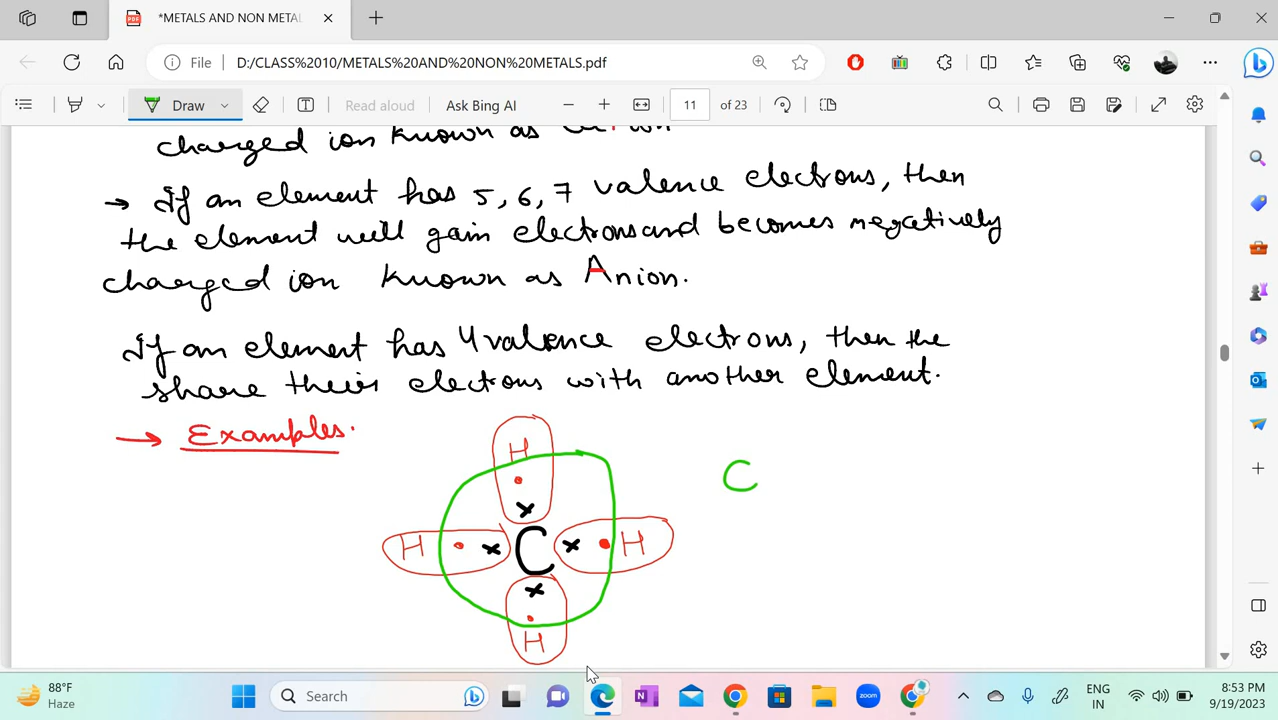 *METALS AND NON METAL
File
D:/CLASS%2010/METALS%20AND%20NON%20METALS.pdf
Draw
Read aloud
Ask Bing AI
11
of 23
charged ion known as Cation
→ If an element has 5, 6, 7 valence electrons, then
the element will gain electrons and becomes negatively
charged ion known as Anion.
If an element has 4 valence electrons, then the
share their electrons with another element.
→ Examples.
H
H
C
H
H
C
88°F
Haze
Search
zoom
ENG
IN
8:53 PM
9/19/2023